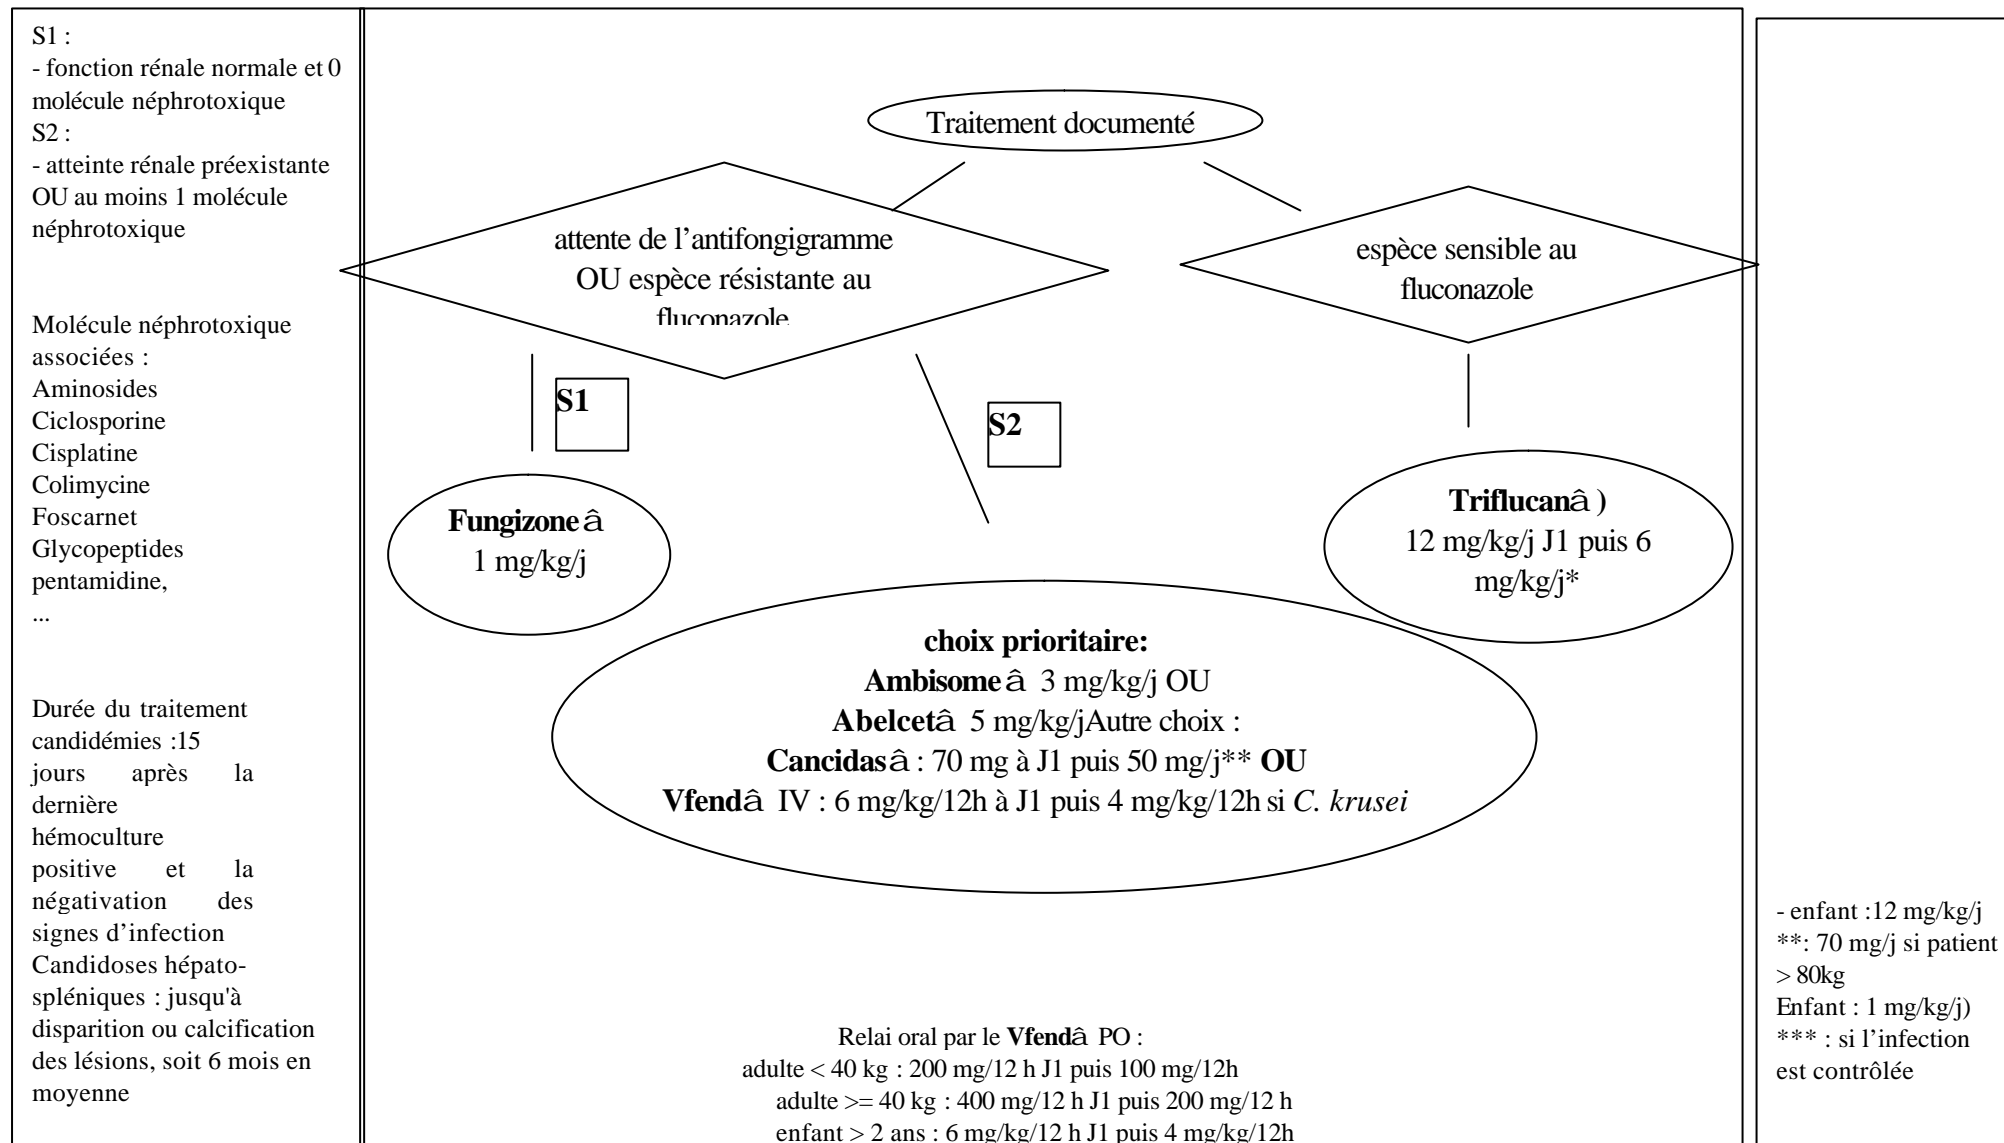 S1 :
- fonction rénale normale et 0
molécule néphrotoxique
S2 :
- atteinte rénale préexistante
OU au moins 1 molécule
néphrotoxique
Molécule néphrotoxique
associées :
Aminosides
Ciclosporine
Cisplatine
Colimycine
Foscarnet
Glycopeptides
pentamidine,
...
Durée du traitement
candidémies :15
jours après la
dernière
hémoculture
positive et la
négativation des
signes d’infection
Candidoses hépato-
spléniques : jusqu'à
disparition ou calcification
des lésions, soit 6 mois en
moyenne
Traitement documenté
attente de l’antifongigramme
OU espèce résistante au
fluconazole
espèce sensible au
fluconazole
S1
S2
Fungizoneâ
1 mg/kg/j
Triflucanâ )
12 mg/kg/j J1 puis 6
mg/kg/j*
choix prioritaire:
Ambisomeâ 3 mg/kg/j OU
Abelcetâ 5 mg/kg/jAutre choix :
Cancidasâ : 70 mg à J1 puis 50 mg/j** OU
Vfendâ IV : 6 mg/kg/12h à J1 puis 4 mg/kg/12h si C. krusei
Relai oral par le Vfendâ PO :
adulte < 40 kg : 200 mg/12 h J1 puis 100 mg/12h
adulte >= 40 kg : 400 mg/12 h J1 puis 200 mg/12 h
enfant > 2 ans : 6 mg/kg/12 h J1 puis 4 mg/kg/12h
- enfant :12 mg/kg/j
**: 70 mg/j si patient
> 80kg
Enfant : 1 mg/kg/j)
*** : si l’infection
est contrôlée